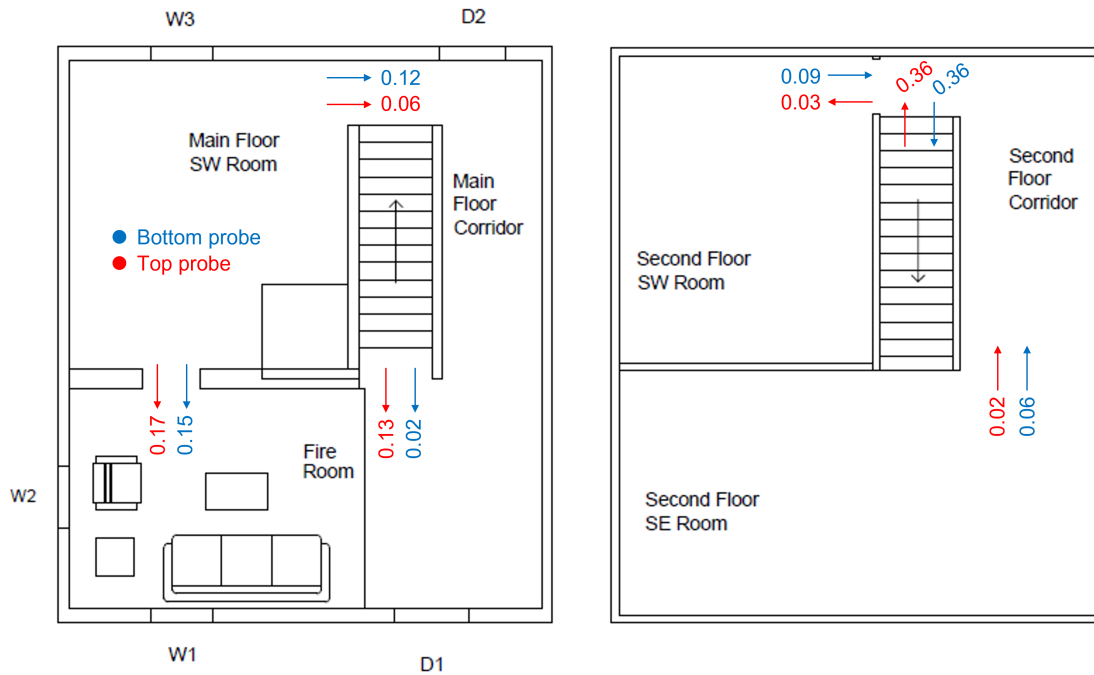 W3
D2
0.12
0.06
Main Floor
SW Room
Main
Floor
Corridor
Bottom probe
Top probe
0.17
0.15
0.13
0.02
Fire
Room
W2
W1
D1
0.09
0.03
0.36
0.36
Second
Floor
Corridor
Second Floor
SW Room
0.02
0.06
Second Floor
SE Room